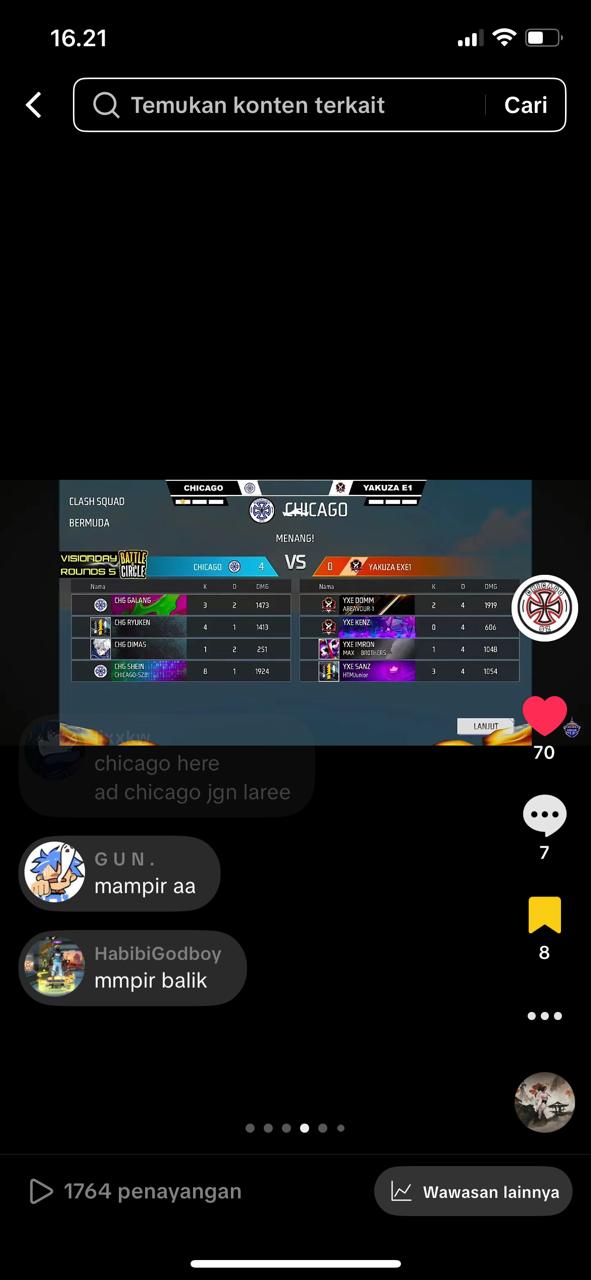 16.21
Temukan konten terkait
Cari
CHICAGO
YAKUZA E1
CLASH SQUAD
BERMUDA
CHICAGO
MENANG!
VISIONDAY
ROUNDS 5
BATTLE
CIRCLE
CHICAGO 4 VS 0 YAKUZA EXE1
Nama K D DMG Nama K D DMG
CHG GALANG 3 2 1473
YXE DOMM 2 4 1919
CHG RYUKEN 4 1 1413
YXE KENZ 0 4 606
CHG DIMAS 1 2 251
YXE IMRON 1 4 1048
MAX BROTHERS
CHG SHEIN 8 1 1924
YXE SANZ 3 4 1054
HTMJunior
LANJUT
70
chicago here
ad chicago jgn laree
7
G U N .
mampir aa
8
HabibiGodboy
mmpir balik
1764 penayangan
Wawasan lainnya